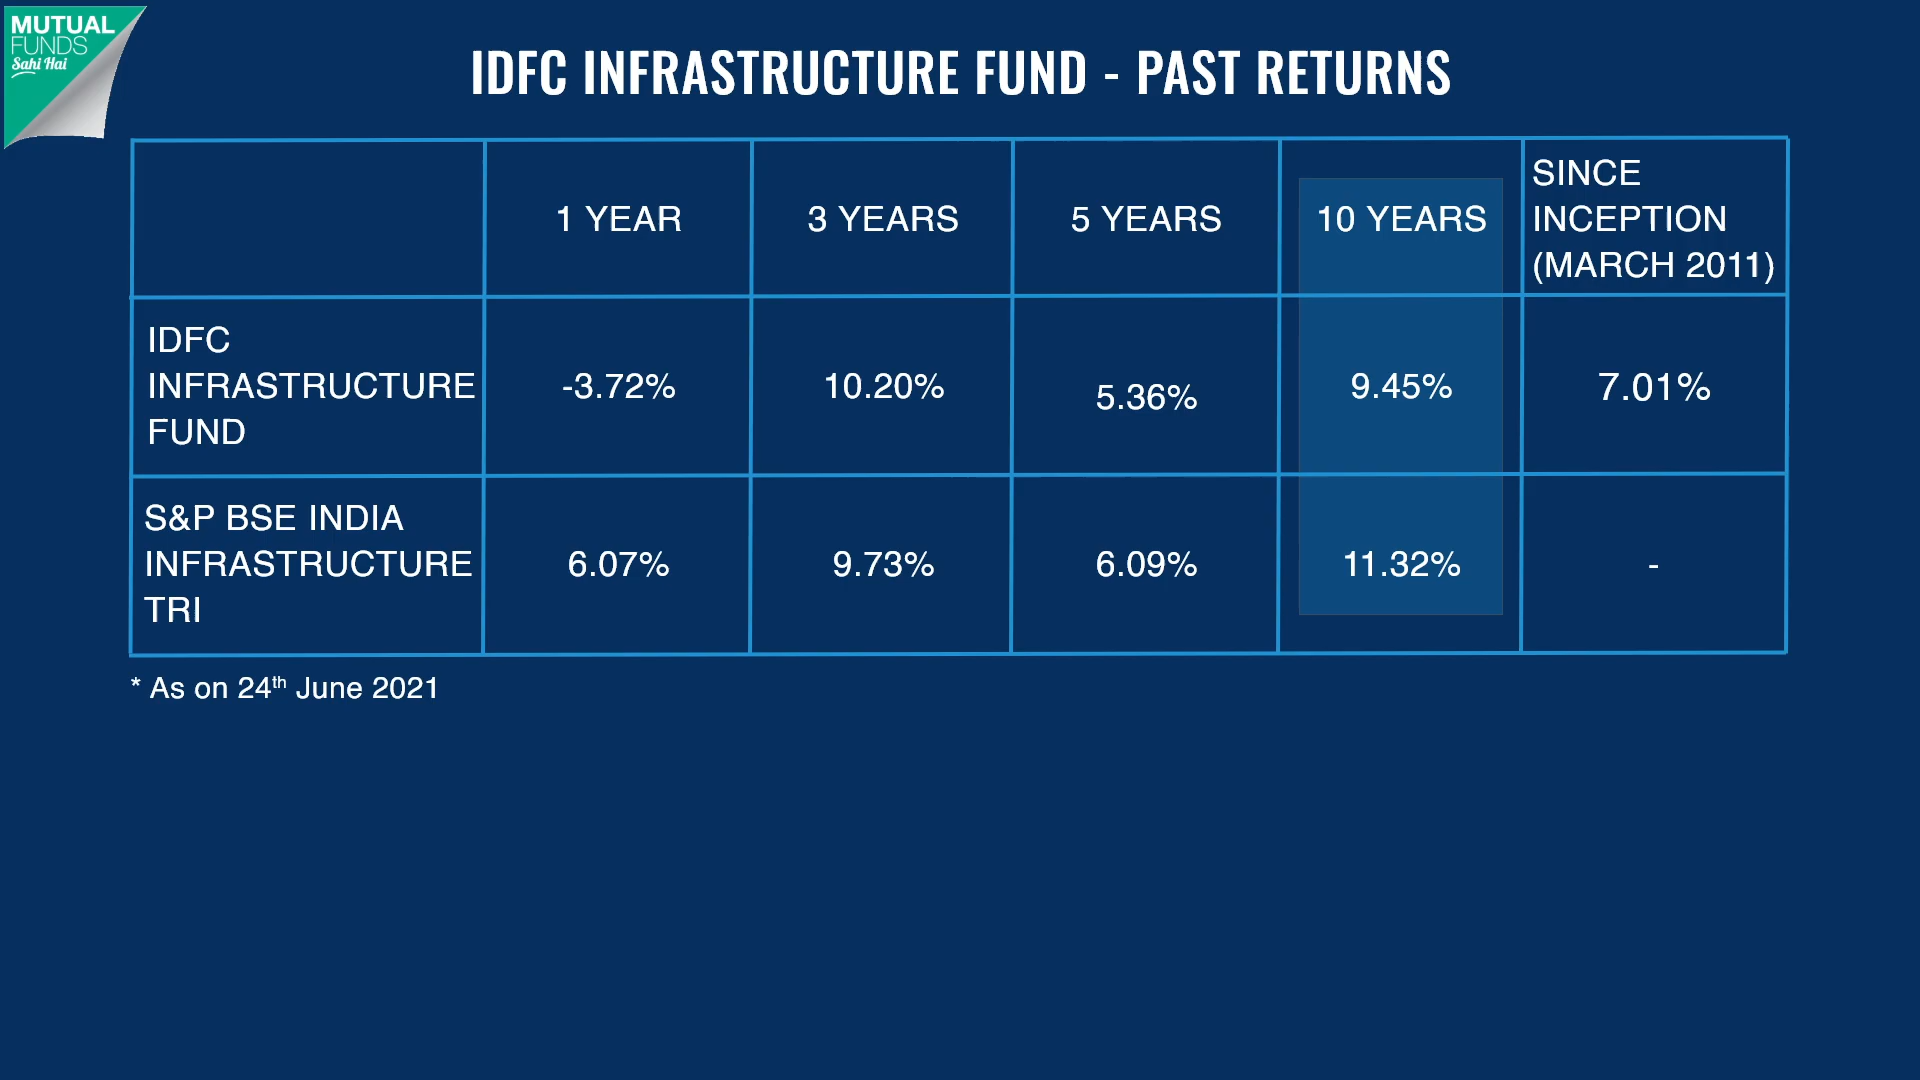 MUTUAL
FUNDS
Sahi Hai
IDFC INFRASTRUCTURE FUND - PAST RETURNS
1 YEAR
3 YEARS
5 YEARS
10 YEARS
SINCE
INCEPTION
(MARCH 2011)
IDFC
INFRASTRUCTURE
FUND
-3.72%
10.20%
5.36%
9.45%
7.01%
S&P BSE INDIA
INFRASTRUCTURE
TRI
6.07%
9.73%
6.09%
11.32%
-
* As on 24th June 2021